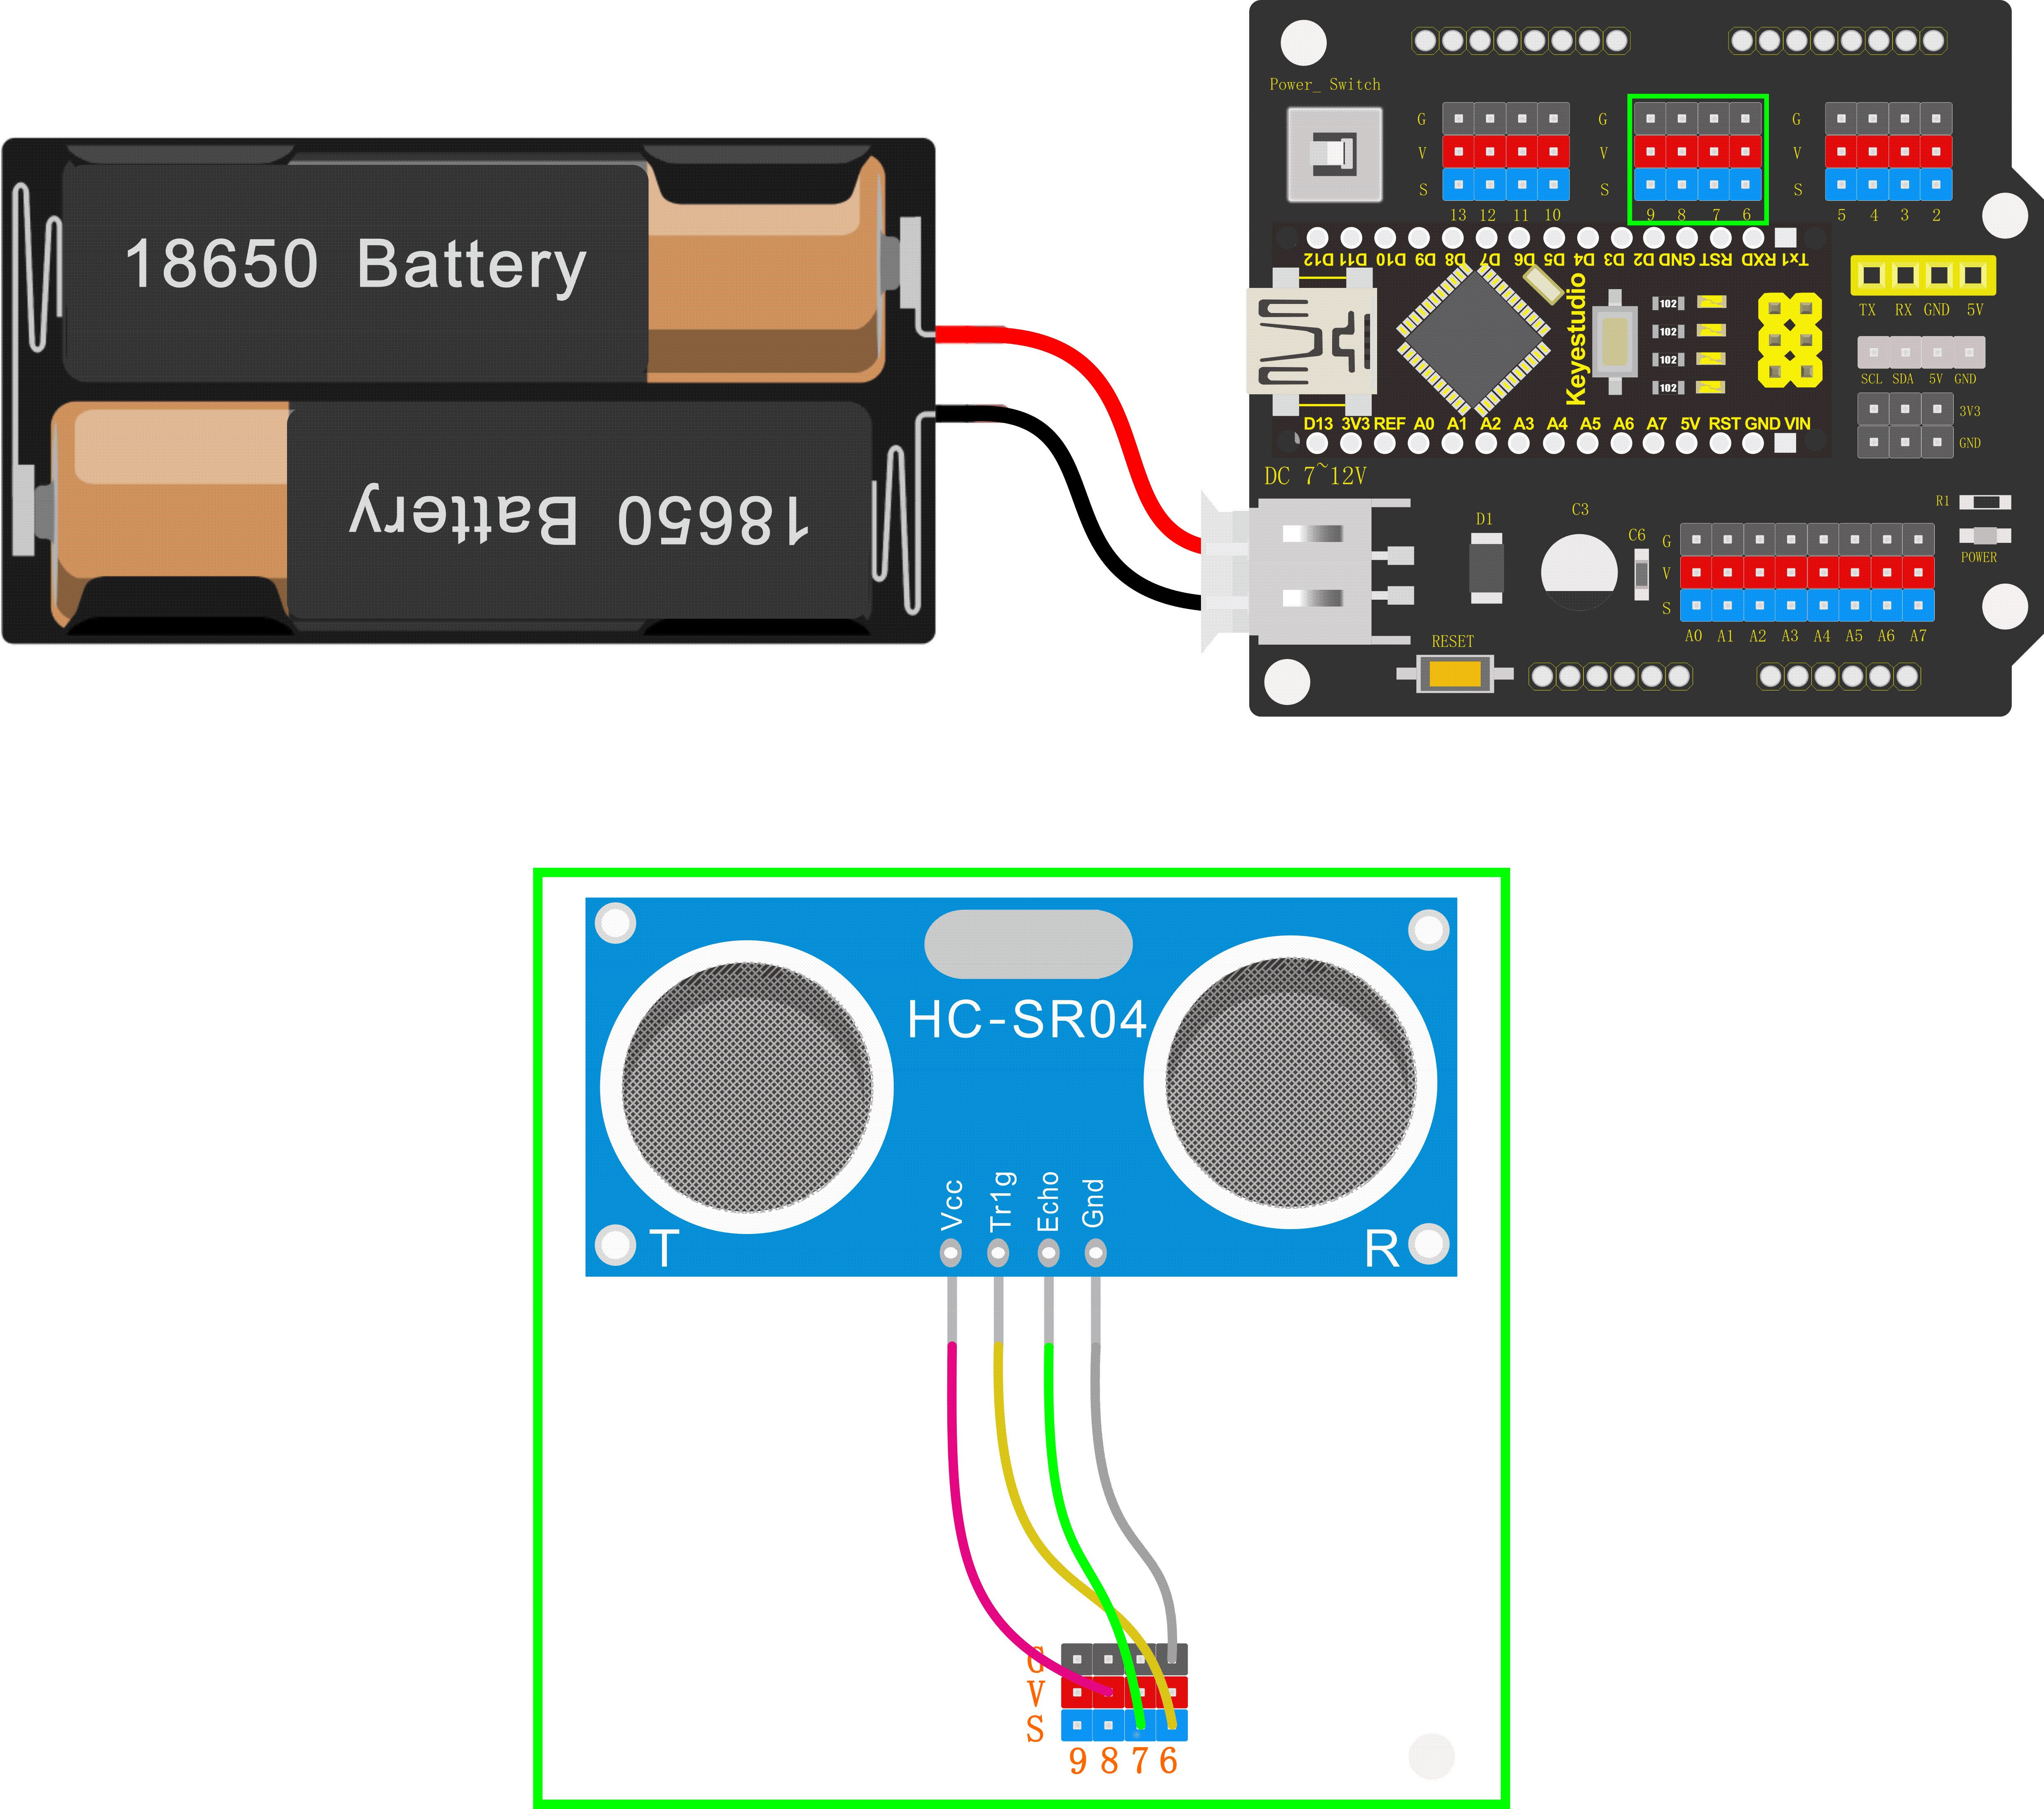 Power_ Switch
G
V
S
13 12 11 10
G
V
S
9 8 7 6
G
V
S
5 4 3 2
18650 Battery
18650 Battery
D12 D11 D10 D9 D8 D7 D6 D5 D4 D3 D2 GND RST RXD Tx1
Keyestudio
102
102
102
102
TX RX GND 5V
SCL SDA 5V GND
3V3
GND
D13 3V3 REF A0 A1 A2 A3 A4 A5 A6 A7 5V RST GND VIN
DC 7~12V
D1
C3
C6
R1
POWER
G
V
S
A0 A1 A2 A3 A4 A5 A6 A7
RESET
HC-SR04
Vcc
Tr1g
Echo
Gnd
T
R
G
V
S
9 8 7 6